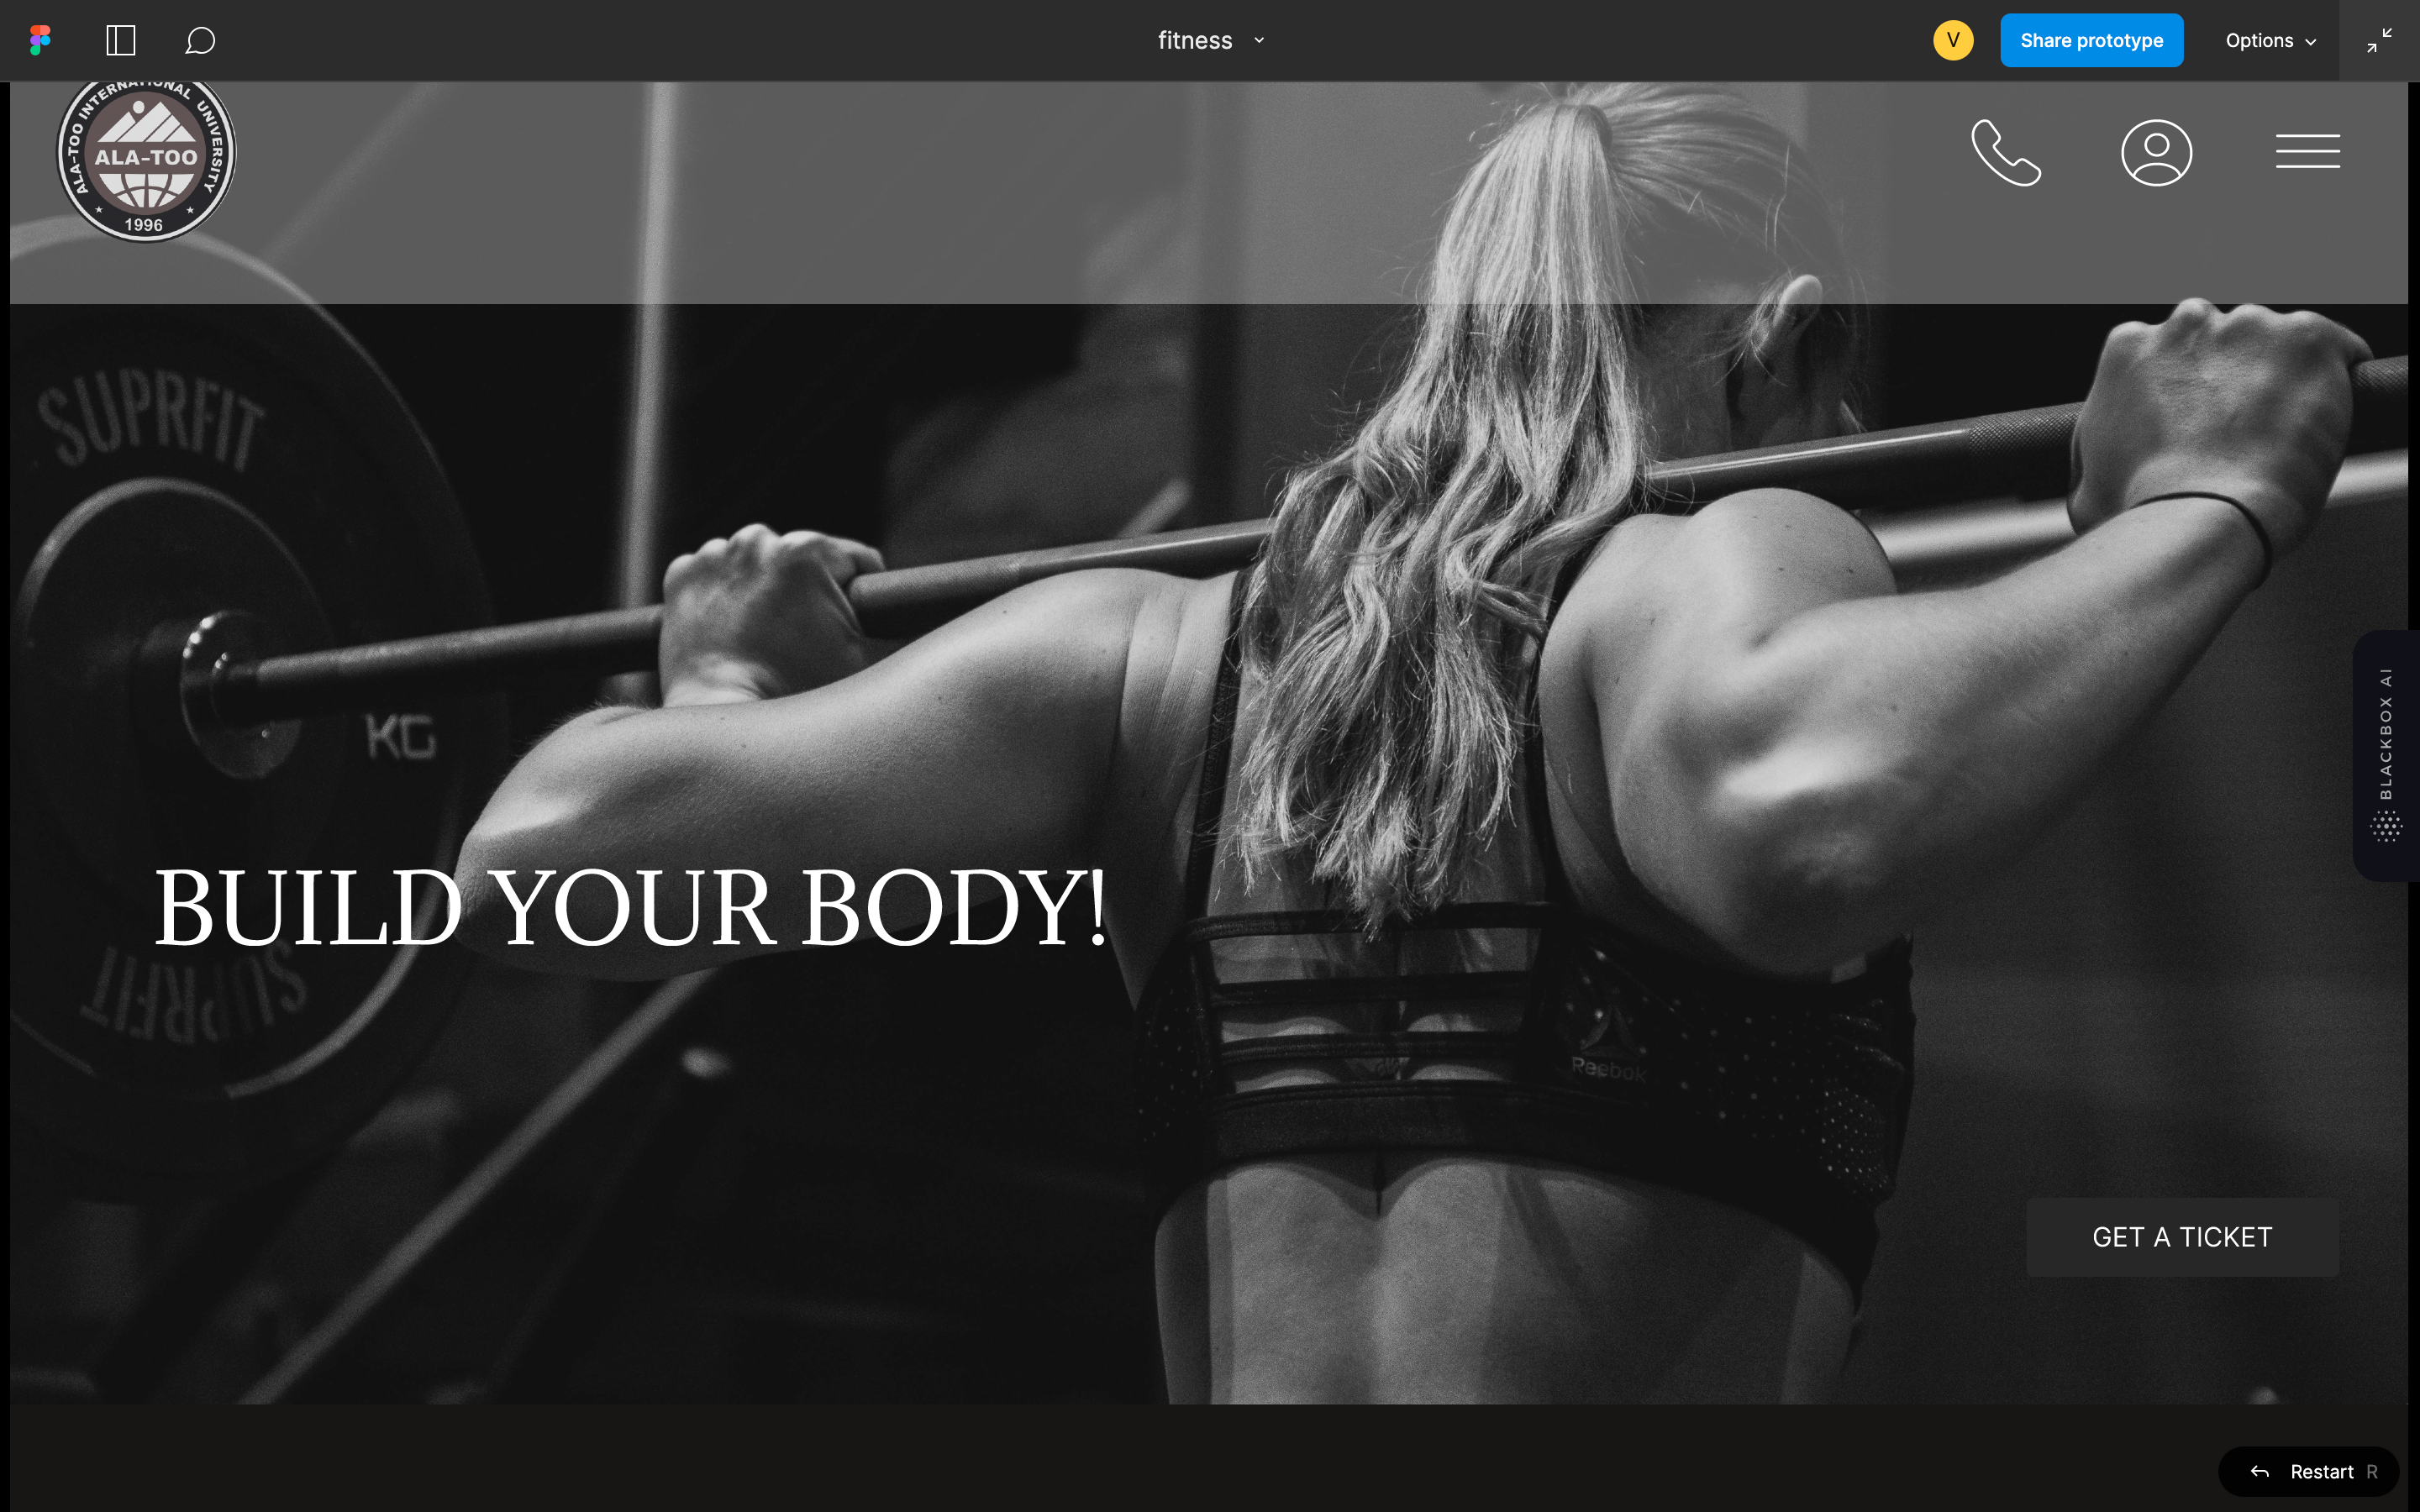 fitness
V
Share prototype
Options
ALA-TOO INTERNATIONAL UNIVERSITY
ALA-TOO
1996
SUPRFIT
KG
BLACKBOX AI
BUILD YOUR BODY!
SUPRFIT
Reebok
GET A TICKET
Restart R